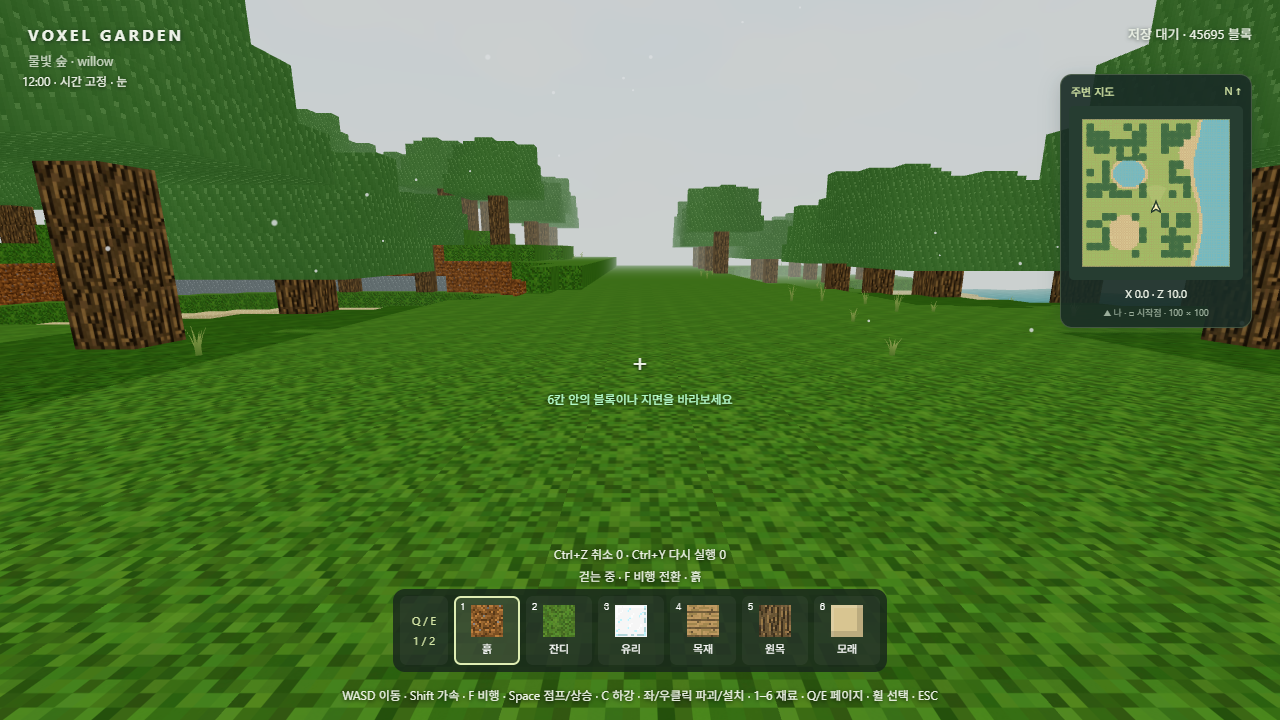 VOXEL GARDEN
물빛 숲 · willow
12:00 · 시간 고정 · 눈
저장 대기 · 45695 블록
주변 지도 N ↑
X 0.0 · Z 10.0
▲ 나 · □ 시작점 · 100 × 100
6칸 안의 블록이나 지면을 바라보세요
Ctrl+Z 취소 0 · Ctrl+Y 다시 실행 0
걷는 중 · F 비행 전환 · 흙
Q / E
1 / 2
1 2 3 4 5 6
흙 잔디 유리 목재 원목 모래
WASD 이동 · Shift 가속 · F 비행 · Space 점프/상승 · C 하강 · 좌/우클릭 파괴/설치 · 1–6 재료 · Q/E 페이지 · 휠 선택 · ESC